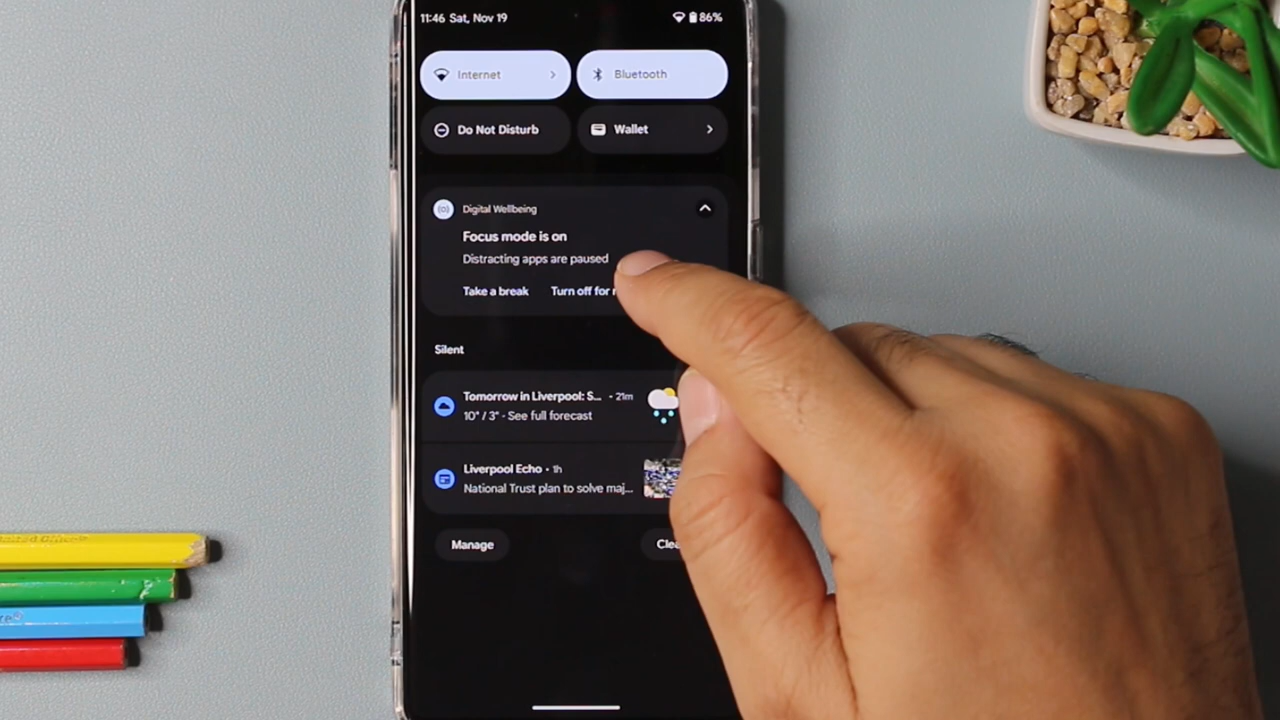 11:46 Sat, Nov 19
86%
Internet
Bluetooth
Do Not Disturb
Wallet
Digital Wellbeing
Focus mode is on
Distracting apps are paused
Take a break Turn off for
Silent
Tomorrow in Liverpool: S... • 21m
10° / 3° · See full forecast
Liverpool Echo • 1h
National Trust plan to solve maj...
Manage
Clea